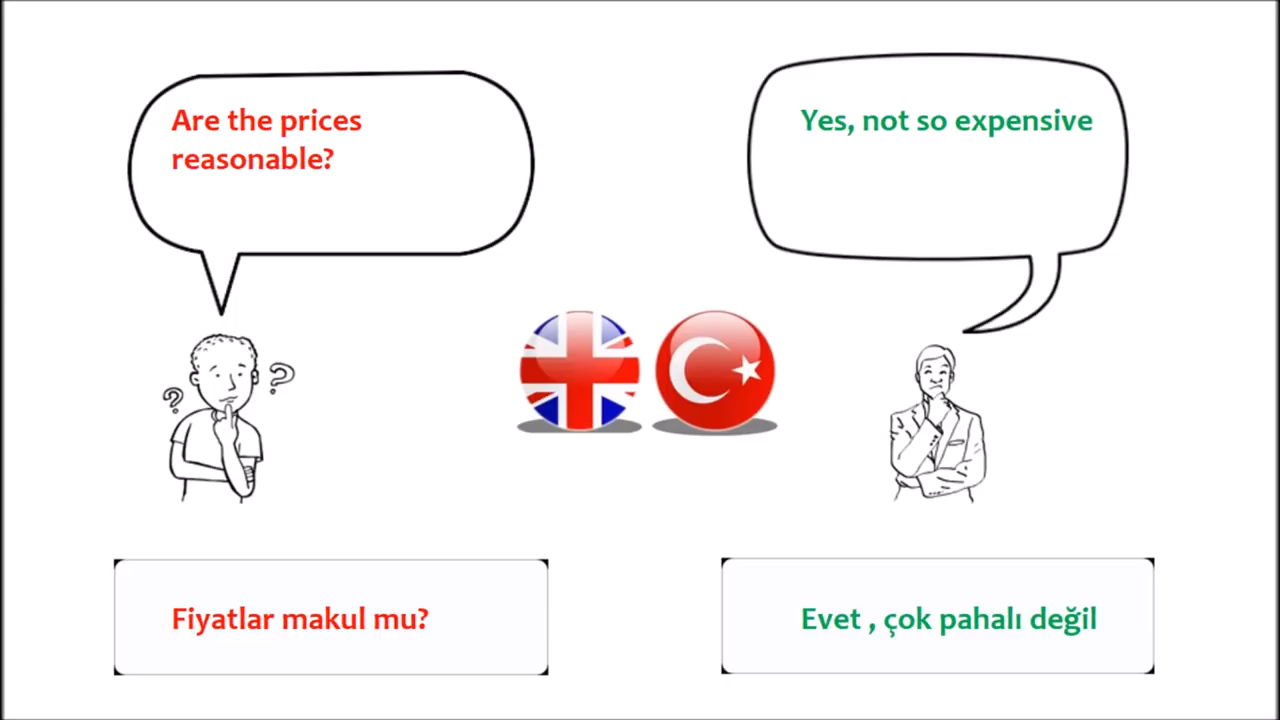 Are the prices
reasonable?
Yes, not so expensive
Fiyatlar makul mu?
Evet , çok pahalı değil